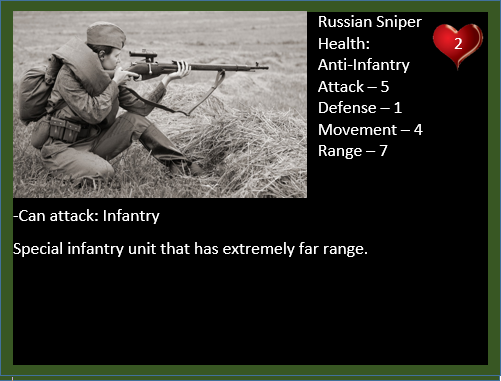 Russian Sniper
Health: 2
Anti-Infantry
Attack – 5
Defense – 1
Movement – 4
Range – 7
-Can attack: Infantry
Special infantry unit that has extremely far range.